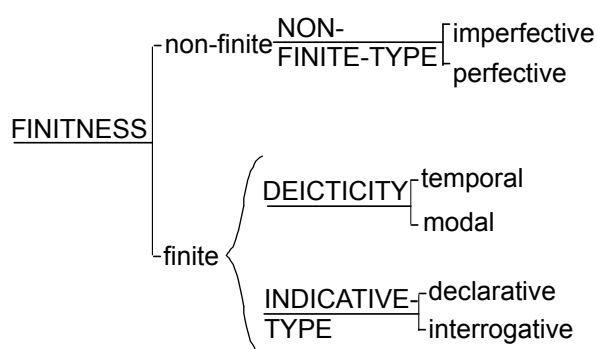 NON-
FINITE-TYPE
imperfective
non-finite
perfective
FINITNESS
DEICTICITY
temporal
modal
finite
INDICATIVE-
TYPE
declarative
interrogative